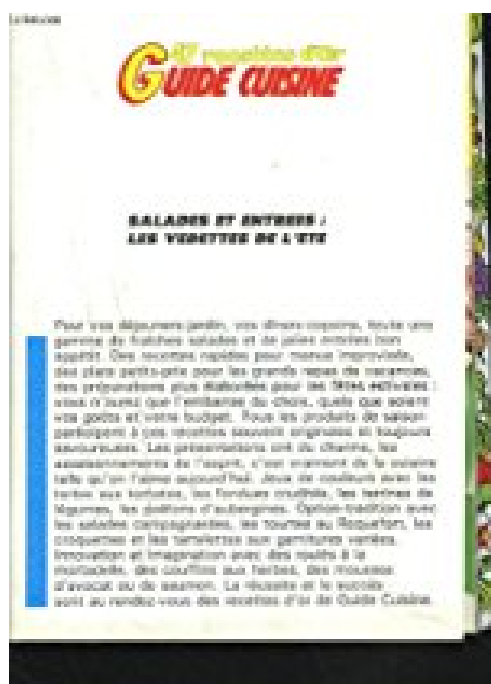 47 recettes d'or
GUIDE CUISINE
SALADES ET ENTREES :
LES VEDETTES DE L'ETE
Pour vos déjeuners-jardin, vos dîners-copains, toute une
gamme de fraîches salades et de jolies entrées bon
appétit. Des recettes rapides pour menus improvisés,
des plats petits-prix pour les grands repas de vacances,
des préparations plus élaborées pour les fêtes estivales :
vous n'aurez que l'embarras du choix, quels que soient
vos goûts et votre budget. Tous les produits de saison
participent à ces recettes souvent originales et toujours
savoureuses. Les présentations ont du charme, les
assaisonnements de l'esprit, c'est vraiment de la cuisine
telle qu'on l'aime aujourd'hui. Jeux de couleurs avec les
tartes aux tomates, les fondues crudités, les terrines de
légumes, les d'aubergines. Option-tradition avec
les salades campagnardes, les tourtes au Roquefort, les
croquettes et les tartelettes aux garnitures variées.
Innovation et imagination avec des roulés à la
mortadelle, des aux herbes, des mousses
d'avocat ou de saumon. La réussite et le succès
sont au rendez-vous des recettes d'or de Guide Cuisine.